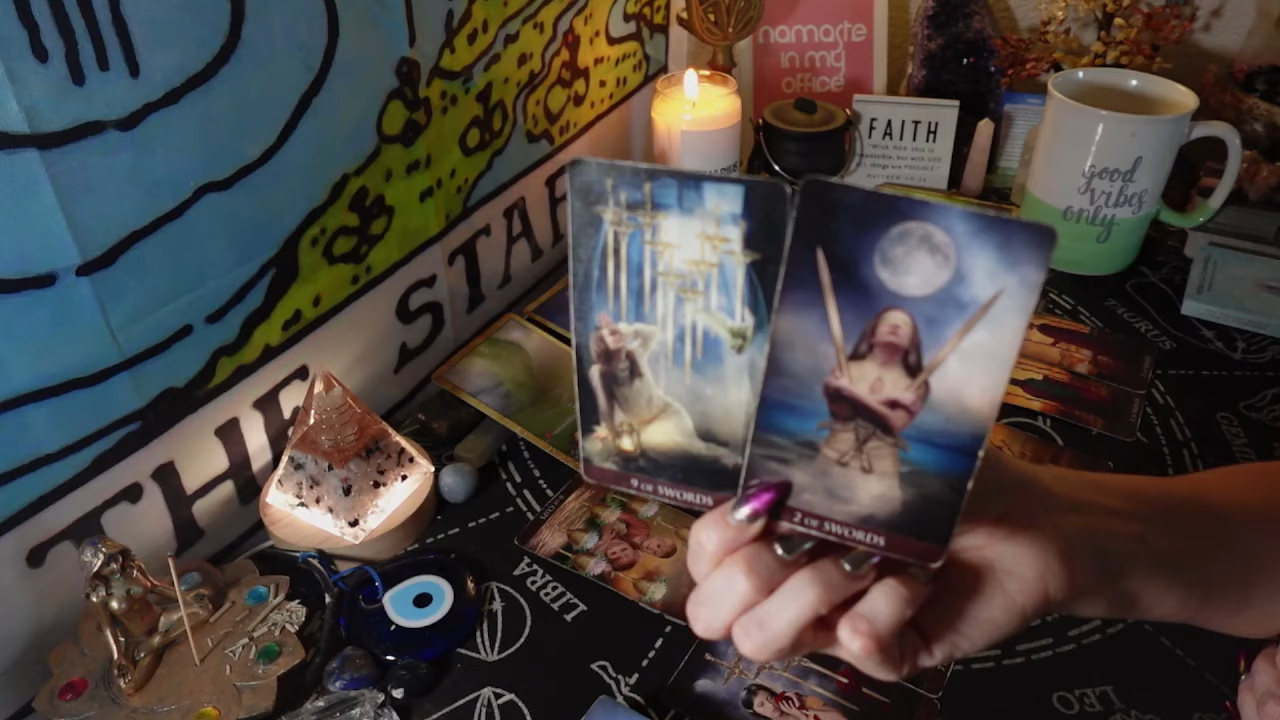 namaste
in my
office
FAITH
good
vibes
only
THE STAR
9 OF SWORDS
2 OF SWORDS
TAURUS
LIBRA
LEO